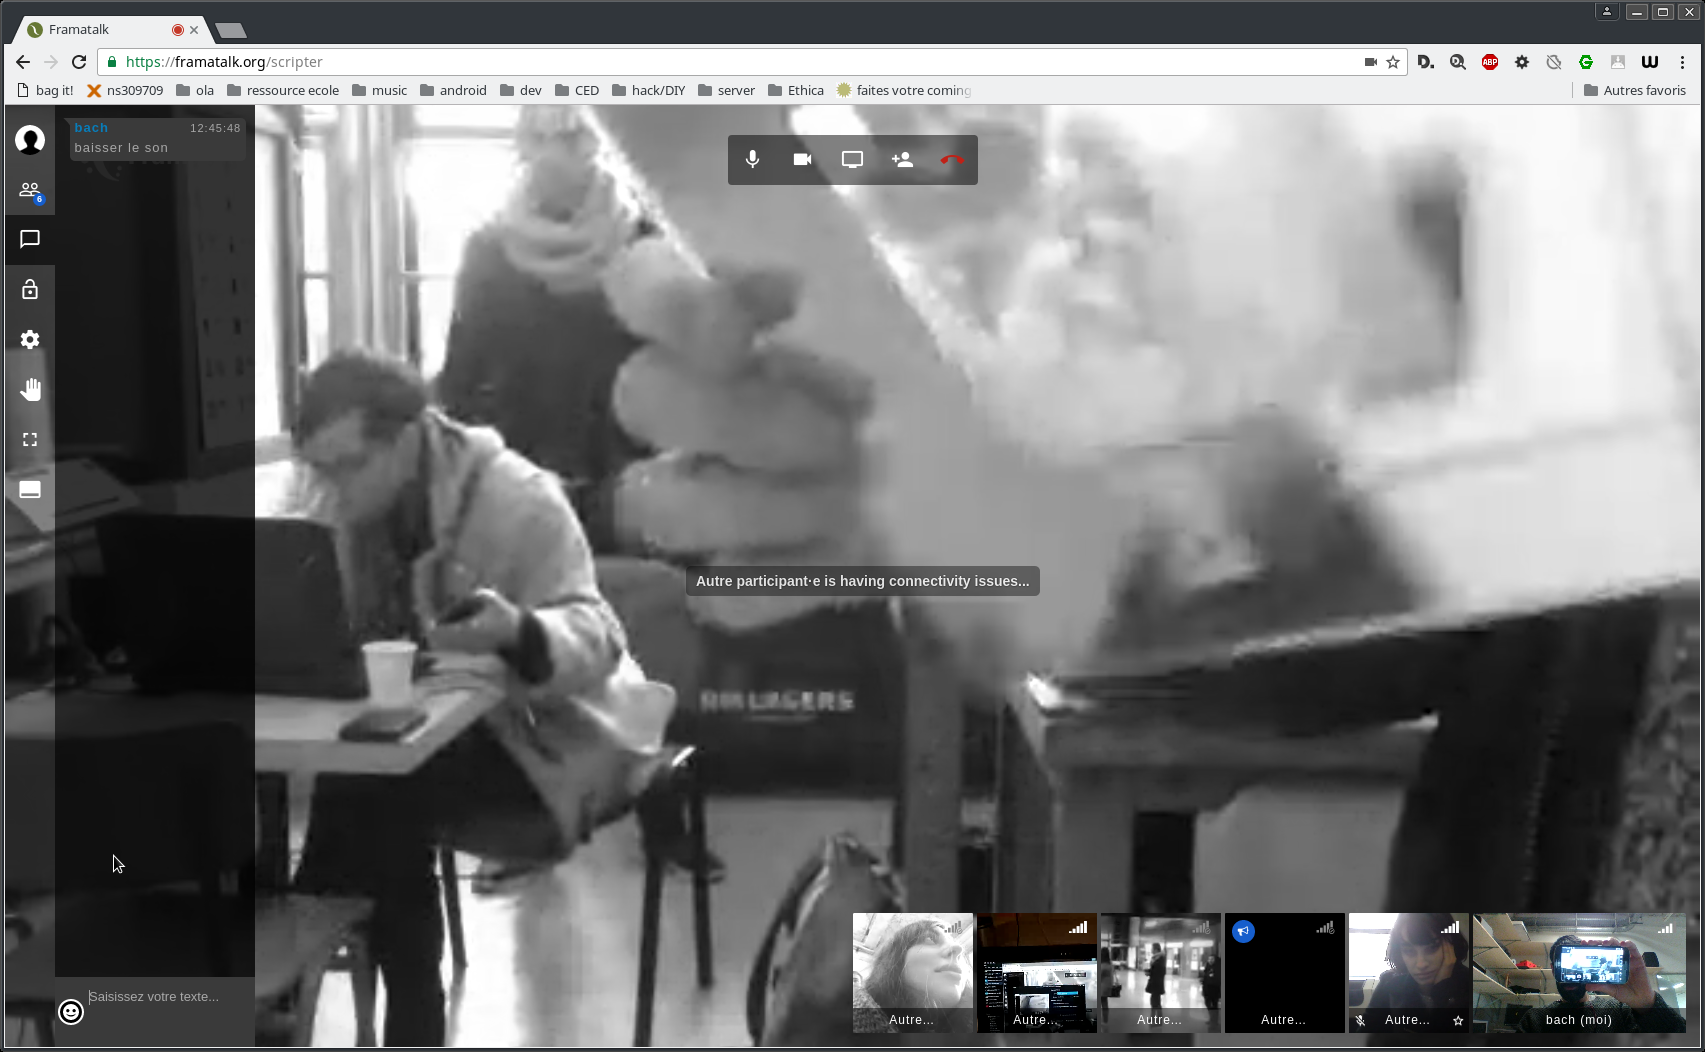 Framatalk
https://framatalk.org/scripter
D.
ABP
G
W
bag it!
ns309709
ola
ressource ecole
music
android
dev
CED
hack/DIY
server
Ethica
faites votre coming
Autres favoris
bach 12:45:48
baisser le son
6
Autre participant·e is having connectivity issues...
Saisissez votre texte...
Autre...
Autre...
Autre...
Autre...
Autre...
bach (moi)